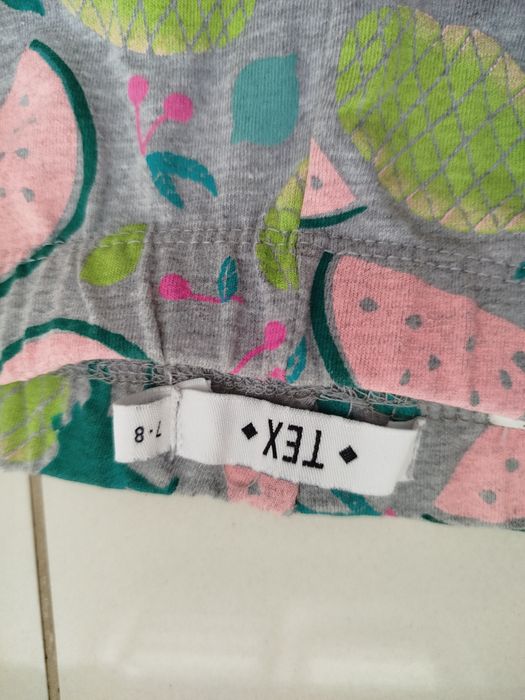 ◆ TEX ◆
7-8